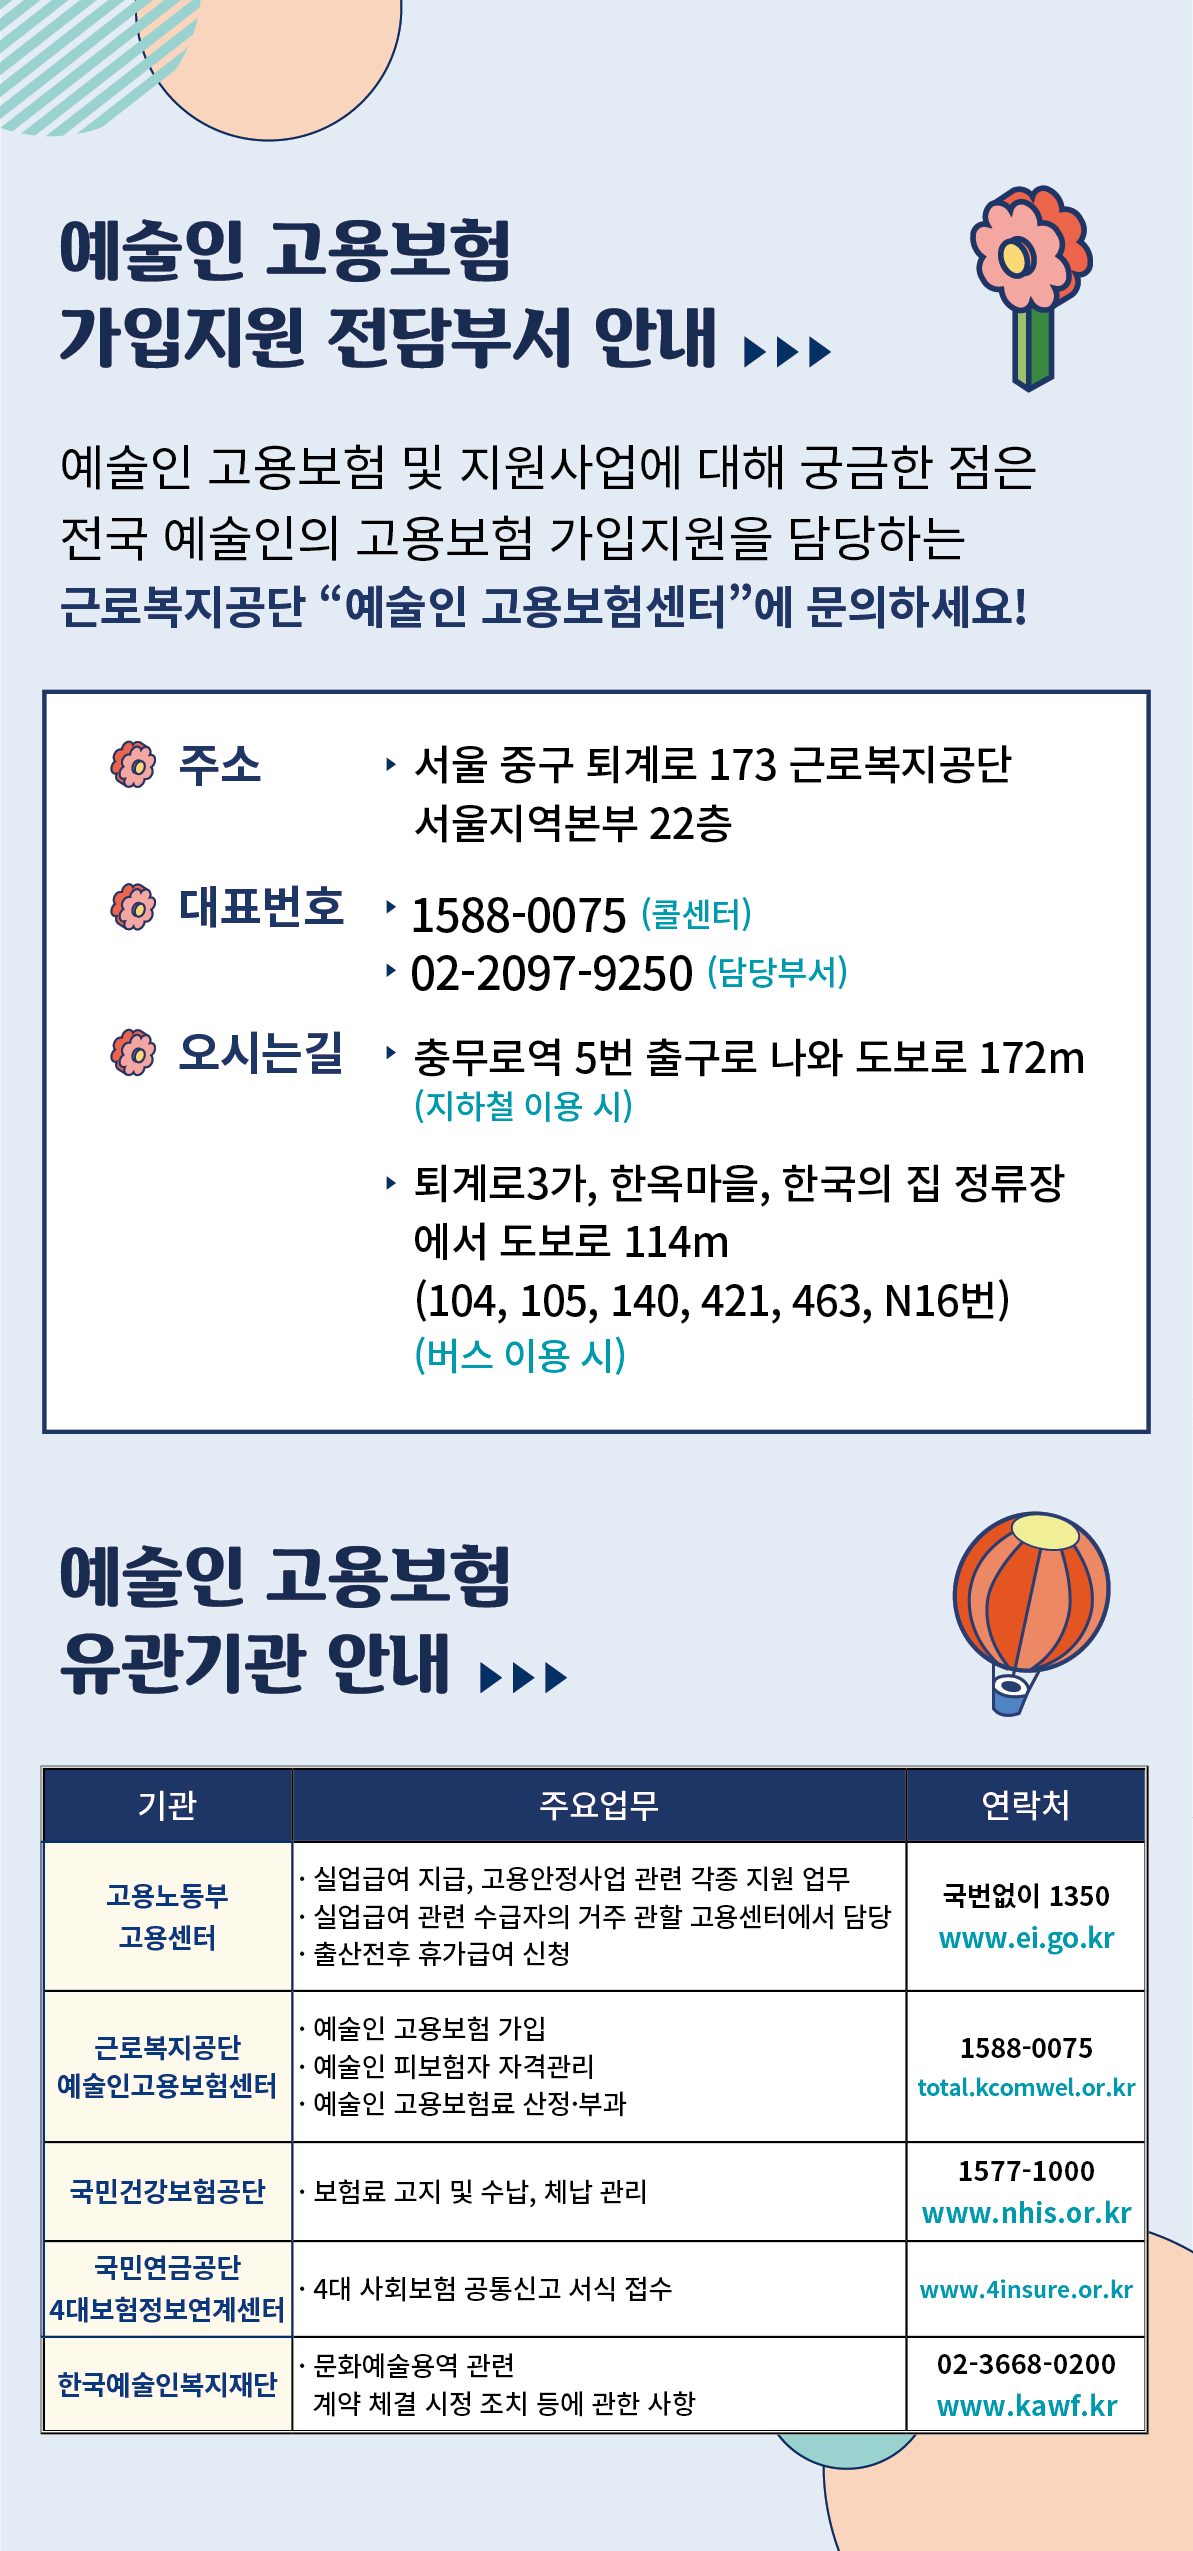 예술인 고용보험
가입지원 전담부서 안내 ▶▶▶
예술인 고용보험 및 지원사업에 대해 궁금한 점은
전국 예술인의 고용보험 가입지원을 담당하는
근로복지공단 “예술인 고용보험센터”에 문의하세요!
주소 ▸ 서울 중구 퇴계로 173 근로복지공단
서울지역본부 22층
대표번호 ▸ 1588-0075 (콜센터)
▸ 02-2097-9250 (담당부서)
오시는길 ▸ 충무로역 5번 출구로 나와 도보로 172m
(지하철 이용 시)
▸ 퇴계로3가, 한옥마을, 한국의 집 정류장
에서 도보로 114m
(104, 105, 140, 421, 463, N16번)
(버스 이용 시)
예술인 고용보험
유관기관 안내 ▶▶▶
기관 주요업무 연락처
고용노동부
고용센터
· 실업급여 지급, 고용안정사업 관련 각종 지원 업무
· 실업급여 관련 수급자의 거주 관할 고용센터에서 담당
· 출산전후 휴가급여 신청
국번없이 1350
www.ei.go.kr
근로복지공단
예술인고용보험센터
· 예술인 고용보험 가입
· 예술인 피보험자 자격관리
· 예술인 고용보험료 산정·부과
1588-0075
total.kcomwel.or.kr
국민건강보험공단
· 보험료 고지 및 수납, 체납 관리
1577-1000
www.nhis.or.kr
국민연금공단
4대보험정보연계센터
· 4대 사회보험 공통신고 서식 접수
www.4insure.or.kr
한국예술인복지재단
· 문화예술용역 관련
계약 체결 시정 조치 등에 관한 사항
02-3668-0200
www.kawf.kr